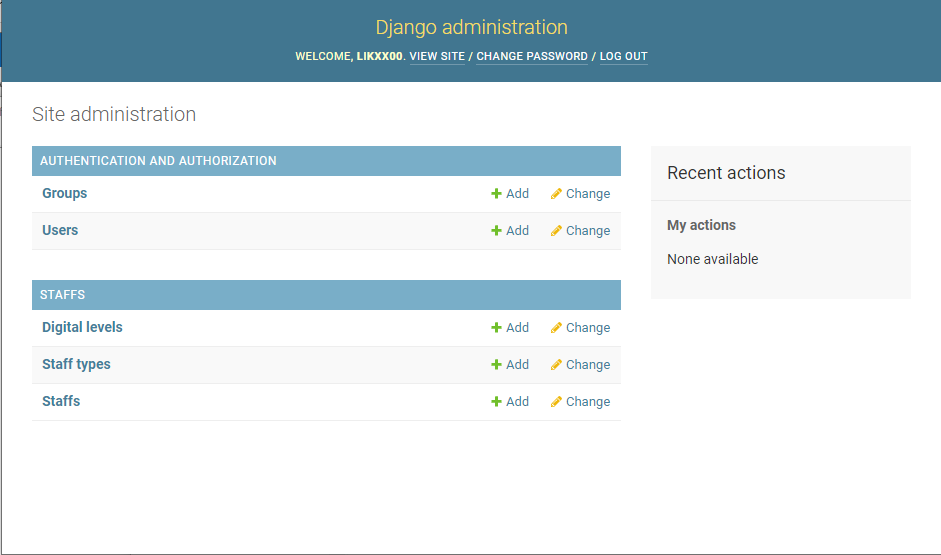 Django administration
WELCOME, LIKXX00. VIEW SITE / CHANGE PASSWORD / LOG OUT
Site administration
AUTHENTICATION AND AUTHORIZATION
Groups Add Change
Users Add Change
STAFFS
Digital levels Add Change
Staff types Add Change
Staffs Add Change
Recent actions
My actions
None available